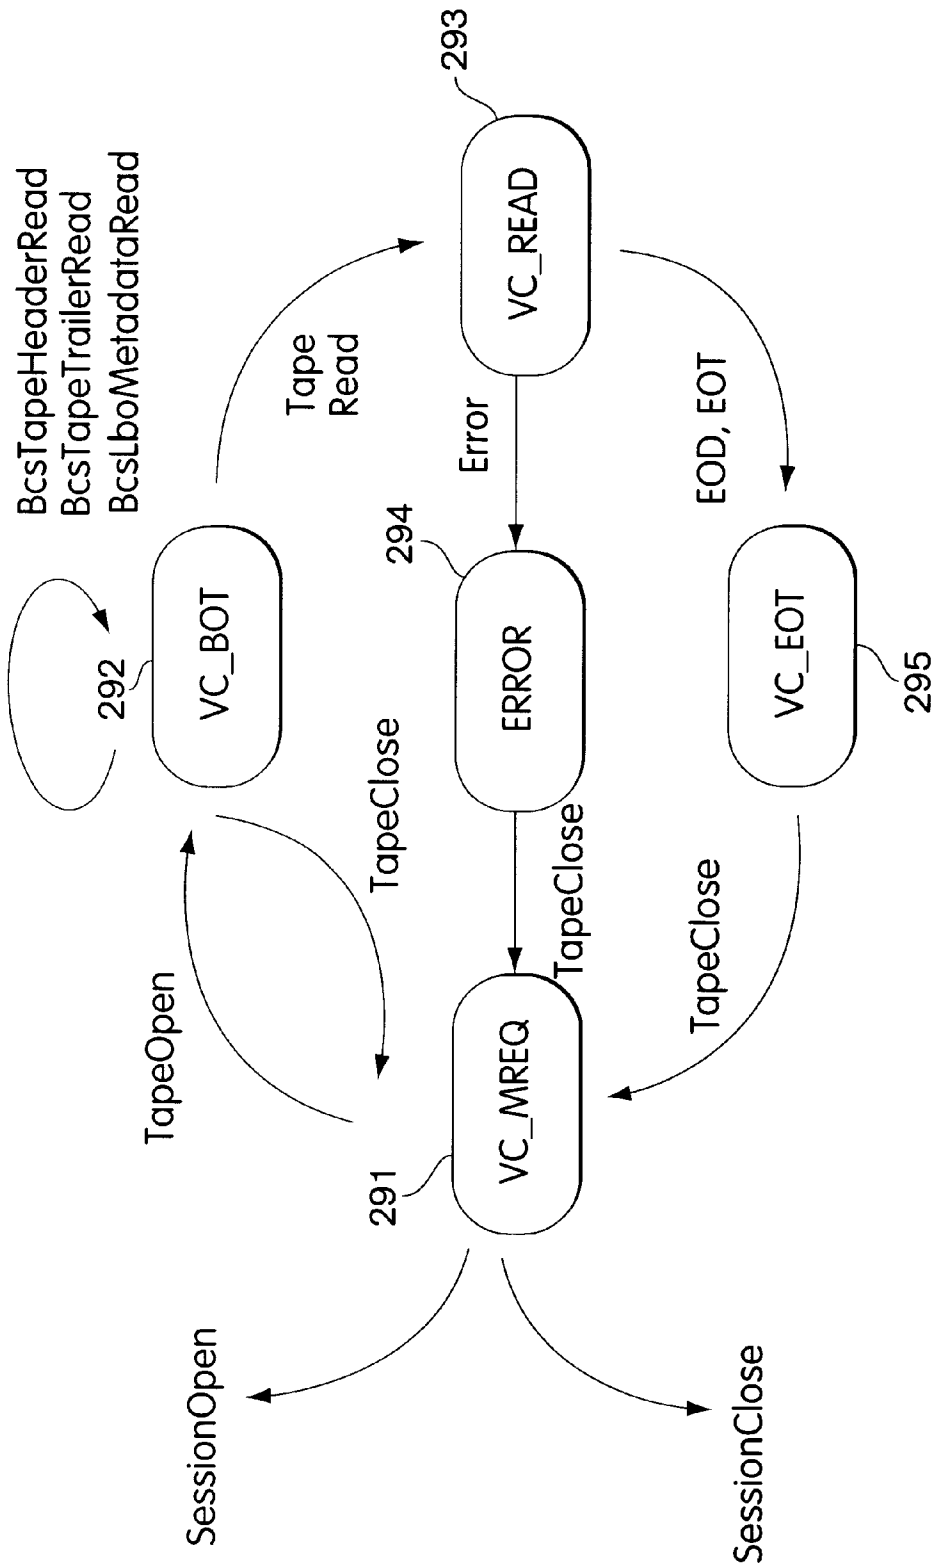 BcsTapeHeaderRead
BcsTapeTrailerRead
BcsLboMetadataRead
292
VC_BOT
TapeOpen
TapeClose
Tape
Read
293
VC_READ
Error
294
ERROR
TapeClose
291
VC_MREQ
SessionOpen
SessionClose
EOD, EOT
VC_EOT
295
TapeClose